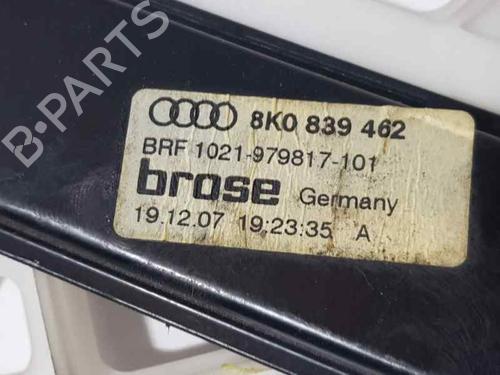 B-PARTS
8K0 839 462
BRF 1021-979817-101
brose Germany
19.12.07 19:23:35 A